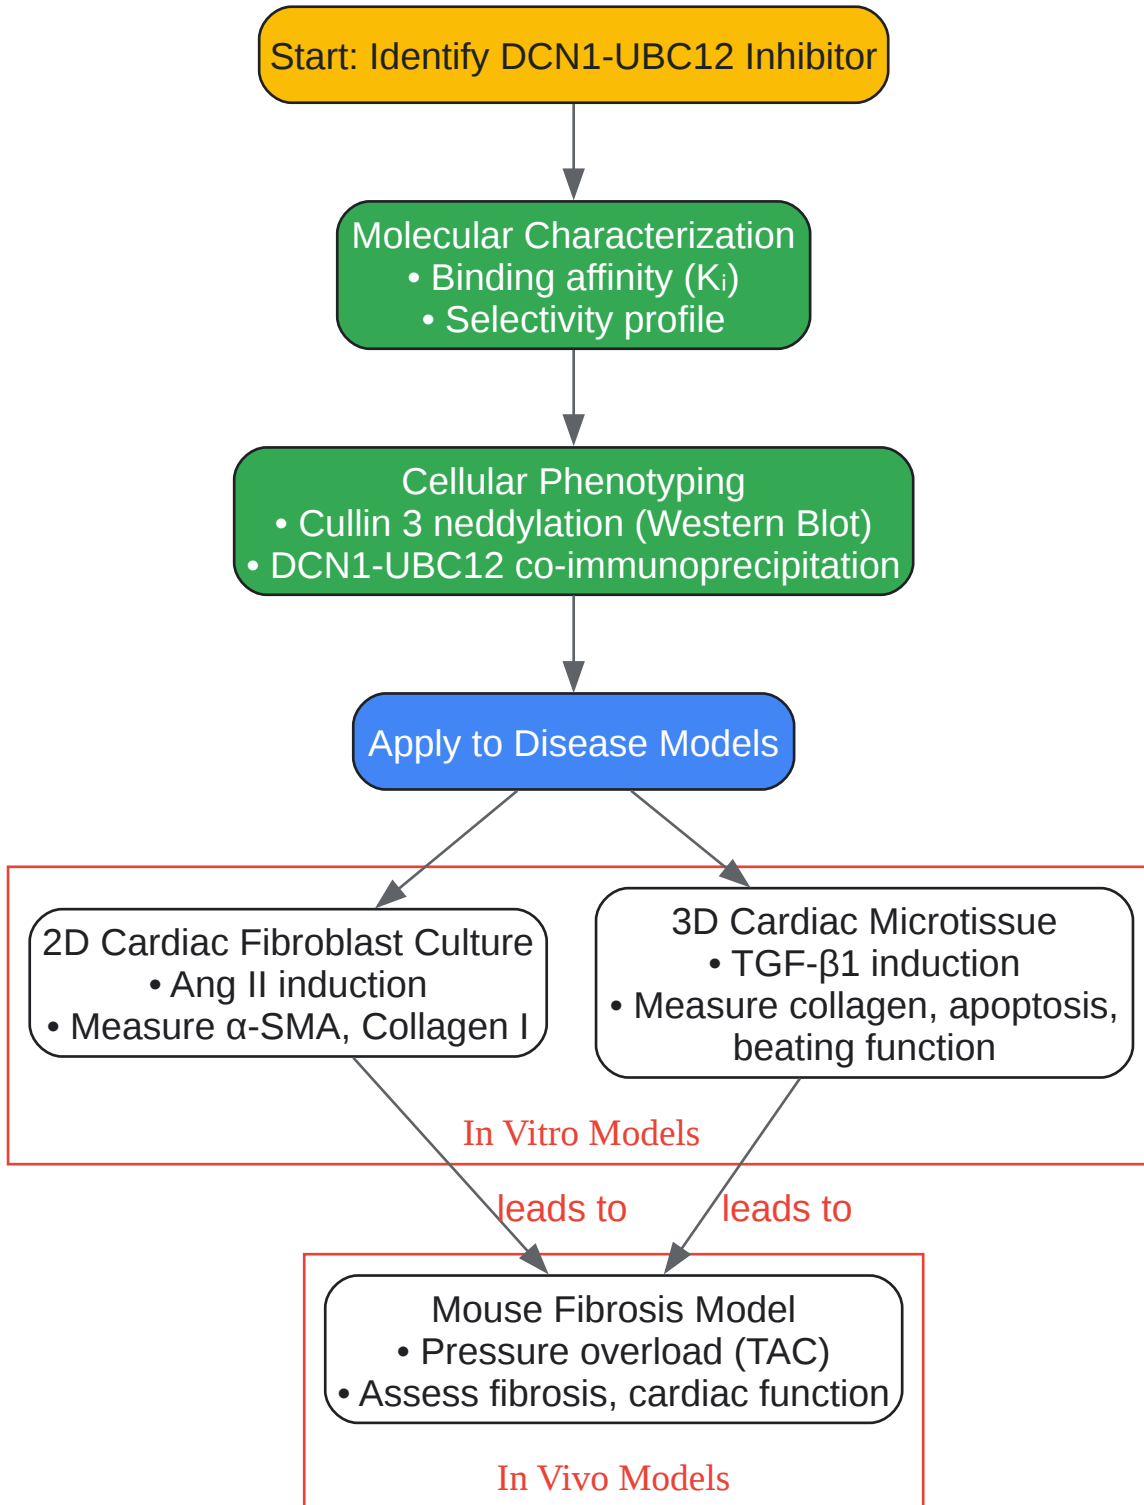 Start: Identify DCN1-UBC12 Inhibitor
Molecular Characterization
• Binding affinity (Kᵢ)
• Selectivity profile
Cellular Phenotyping
• Cullin 3 neddylation (Western Blot)
• DCN1-UBC12 co-immunoprecipitation
Apply to Disease Models
2D Cardiac Fibroblast Culture
• Ang II induction
• Measure α-SMA, Collagen I
3D Cardiac Microtissue
• TGF-β1 induction
• Measure collagen, apoptosis,
beating function
In Vitro Models
leads to
leads to
Mouse Fibrosis Model
• Pressure overload (TAC)
• Assess fibrosis, cardiac function
In Vivo Models